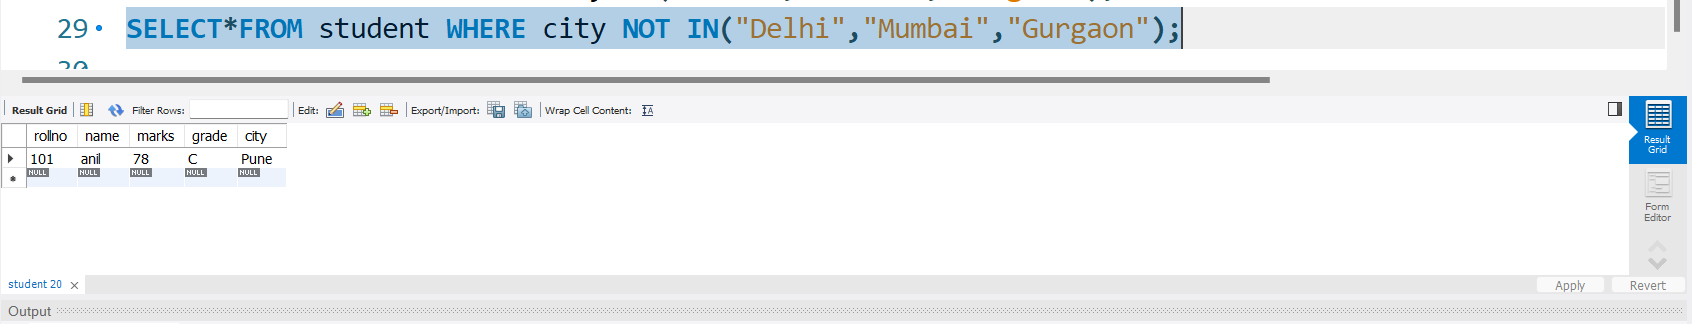 29 SELECT*FROM student WHERE city NOT IN("Delhi","Mumbai","Gurgaon");
Result Grid Filter Rows: Edit: Export/Import: Wrap Cell Content:
rollno name marks grade city
101 anil 78 C Pune
NULL NULL NULL NULL NULL
Result Grid
Form Editor
student 20 × Apply Revert
Output